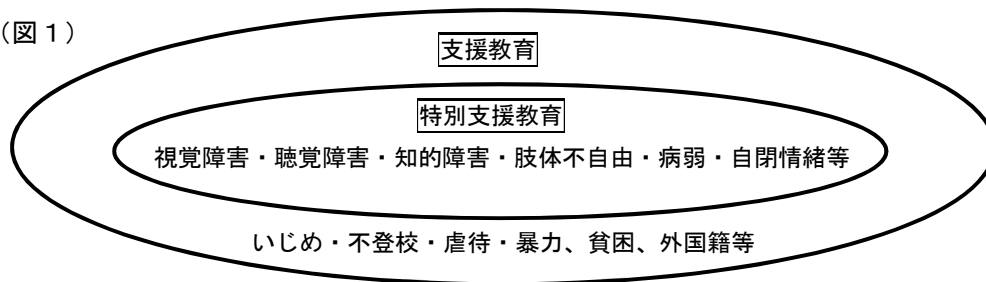 （図１）
支援教育
特別支援教育
視覚障害・聴覚障害・知的障害・肢体不自由・病弱・自閉情緒等
いじめ・不登校・虐待・暴力、貧困、外国籍等